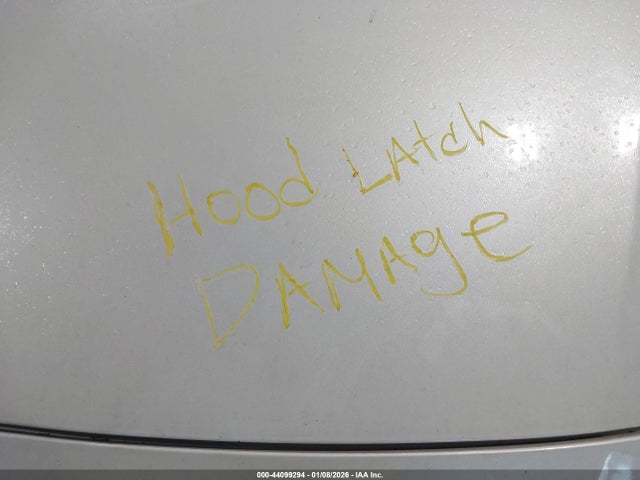 Hood LAtch
DAMAge
000-44099294 - 01/08/2026 - IAA Inc.